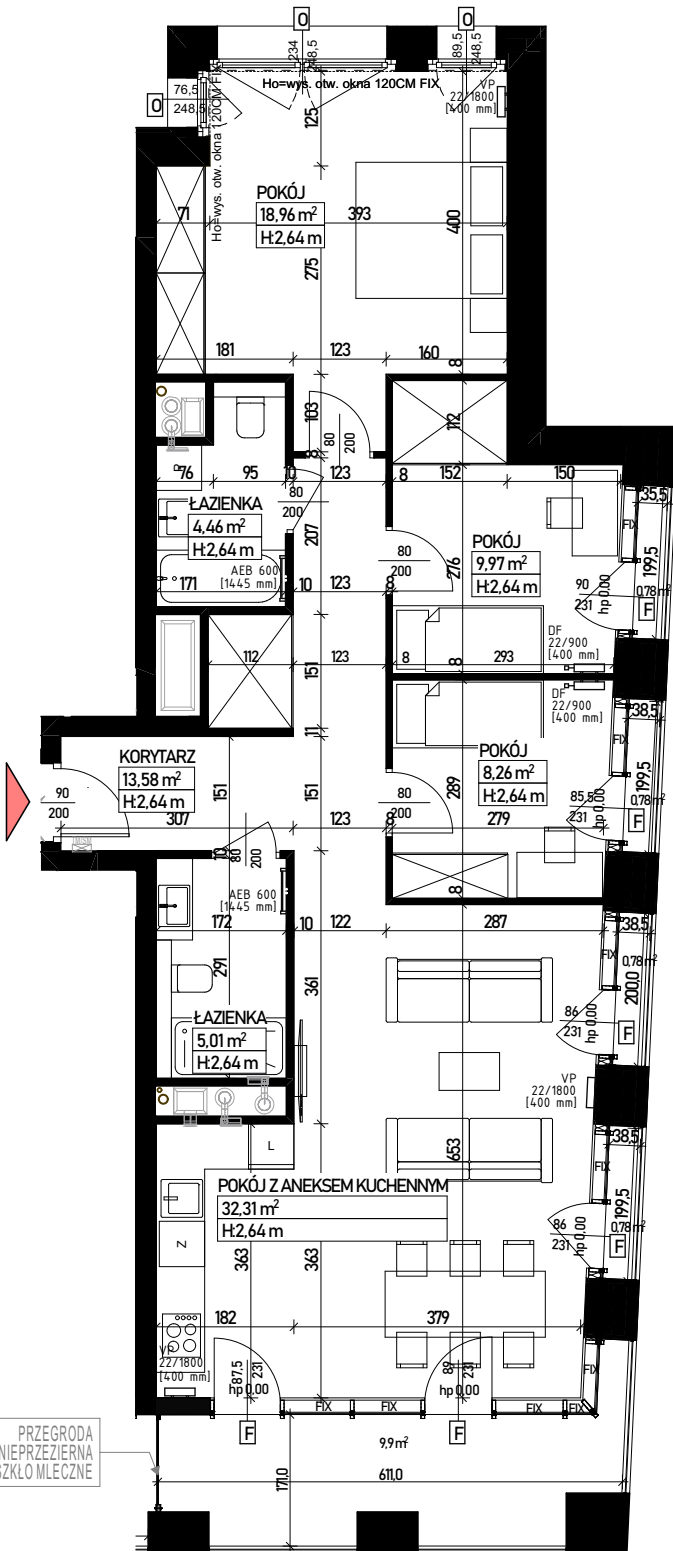 O
O
234
248,5
89,5
248,5
Ho=wys. otw. okna 120CM FIX
76,5
248,5
O
Ho=wys. otw. okna 120CM FIX
VP
22/1800
[400 mm]
125
POKÓJ
18,96 m²
H:2,64 m
71
393
400
275
181
123
160
8
103
80
200
112
8
76
95
10
123
8
152
150
35,5
ŁAZIENKA
4,46 m²
H:2,64 m
80
200
207
80
200
276
POKÓJ
9,97 m²
H:2,64 m
FIX
199,5
90
231
hp 0,00
0,78 m²
F
AEB 600
[1445 mm]
171
10
123
8
DF
22/900
[400 mm]
112
151
123
8
8
293
DF
22/900
[400 mm]
38,5
11
KORYTARZ
13,58 m²
H:2,64 m
POKÓJ
8,26 m²
H:2,64 m
FIX
199,5
90
200
307
151
151
123
80
200
8
289
279
85,5
231
hp 0,00
0,78 m²
F
10
80
200
AEB 600
[1445 mm]
8
172
10
122
287
38,5
FIX
0,78 m²
200,0
291
361
86
231
hp 0,00
F
ŁAZIENKA
5,01 m²
H:2,64 m
VP
22/1800
[400 mm]
L
653
38,5
FIX
199,5
POKÓJ Z ANEKSEM KUCHENNYM
32,31 m²
H:2,64 m
Z
363
363
86
231
hp 0,00
0,78 m²
F
182
379
VP
22/1800
[400 mm]
87,5
231
hp 0,00
89
231
hp 0,00
FIX
FIX
FIX
FIX
FIX
F
F
PRZEGRODA
NIEPRZEZIERNA
SZKŁO MLECZNE
9,9 m²
171,0
611,0